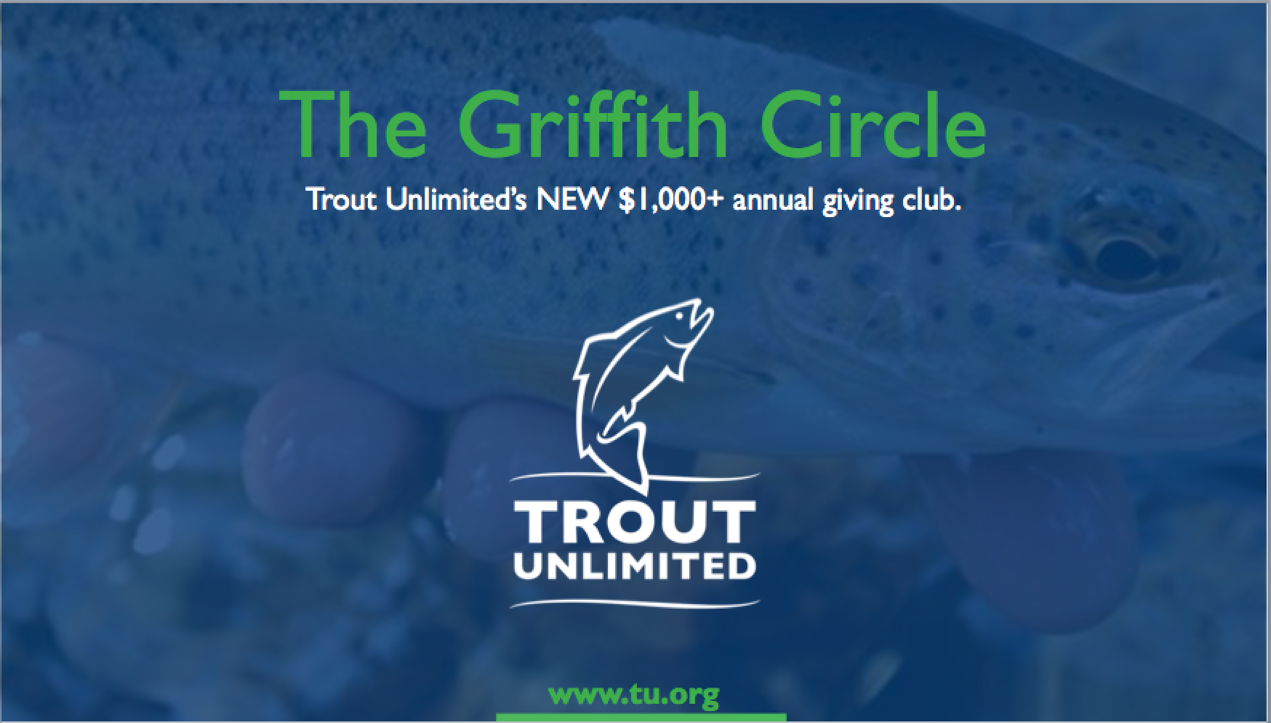 The Griffith Circle
Trout Unlimited’s NEW $1,000+ annual giving club.
TROUT
UNLIMITED
www.tu.org